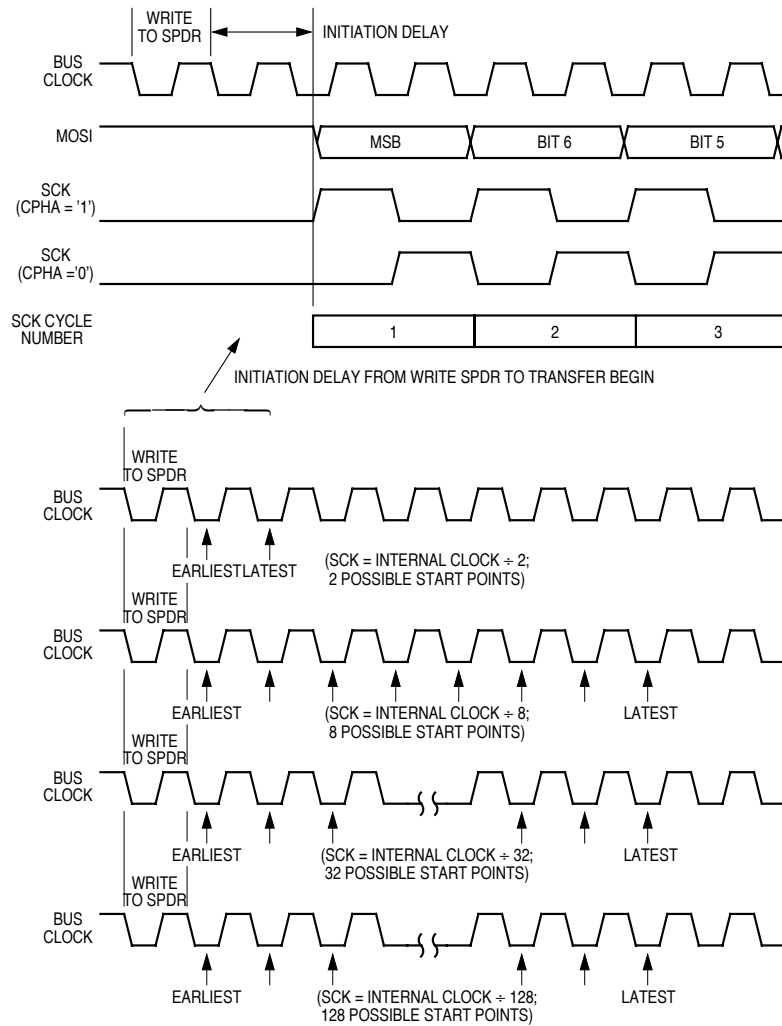 WRITE
TO SPDR
INITIATION DELAY
BUS
CLOCK
MOSI
MSB
BIT 6
BIT 5
SCK
(CPHA = '1')
SCK
(CPHA ='0')
SCK CYCLE
NUMBER
1
2
3
INITIATION DELAY FROM WRITE SPDR TO TRANSFER BEGIN
WRITE
TO SPDR
BUS
CLOCK
EARLIEST
LATEST
(SCK = INTERNAL CLOCK ÷ 2;
2 POSSIBLE START POINTS)
WRITE
TO SPDR
BUS
CLOCK
EARLIEST
(SCK = INTERNAL CLOCK ÷ 8;
8 POSSIBLE START POINTS)
LATEST
WRITE
TO SPDR
BUS
CLOCK
EARLIEST
(SCK = INTERNAL CLOCK ÷ 32;
32 POSSIBLE START POINTS)
LATEST
WRITE
TO SPDR
BUS
CLOCK
EARLIEST
(SCK = INTERNAL CLOCK ÷ 128;
128 POSSIBLE START POINTS)
LATEST